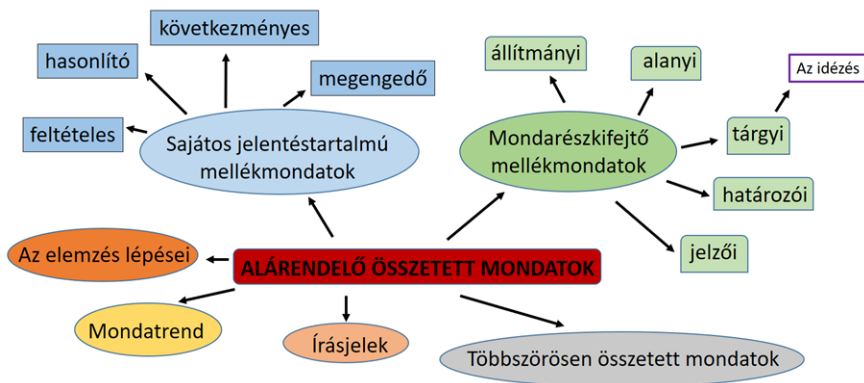 következményes
hasonlító
megengedő
feltételes
Sajátos jelentéstartalmú
mellékmondatok
állítmányi
alanyi
Az idézés
tárgyi
Mondarészkifejtő
mellékmondatok
határozói
jelzői
Az elemzés lépései
ALÁRENDELŐ ÖSSZETETT MONDATOK
Mondatrend
Írásjelek
Többszörösen összetett mondatok